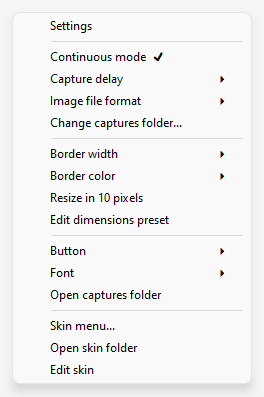 Settings
Continuous mode ✔
Capture delay
Image file format
Change captures folder...
Border width
Border color
Resize in 10 pixels
Edit dimensions preset
Button
Font
Open captures folder
Skin menu...
Open skin folder
Edit skin